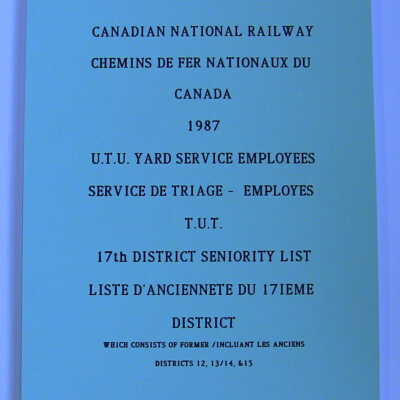 CANADIAN NATIONAL RAILWAY
CHEMINS DE FER NATIONAUX DU
CANADA
1987
U.T.U. YARD SERVICE EMPLOYEES
SERVICE DE TRIAGE - EMPLOYES
T.U.T.
17th DISTRICT SENIORITY LIST
LISTE D'ANCIENNETE DU 17IEME
DISTRICT
WHICH CONSISTS OF FORMER /INCLUANT LES ANCIENS
DISTRICTS 12, 13/14, &15